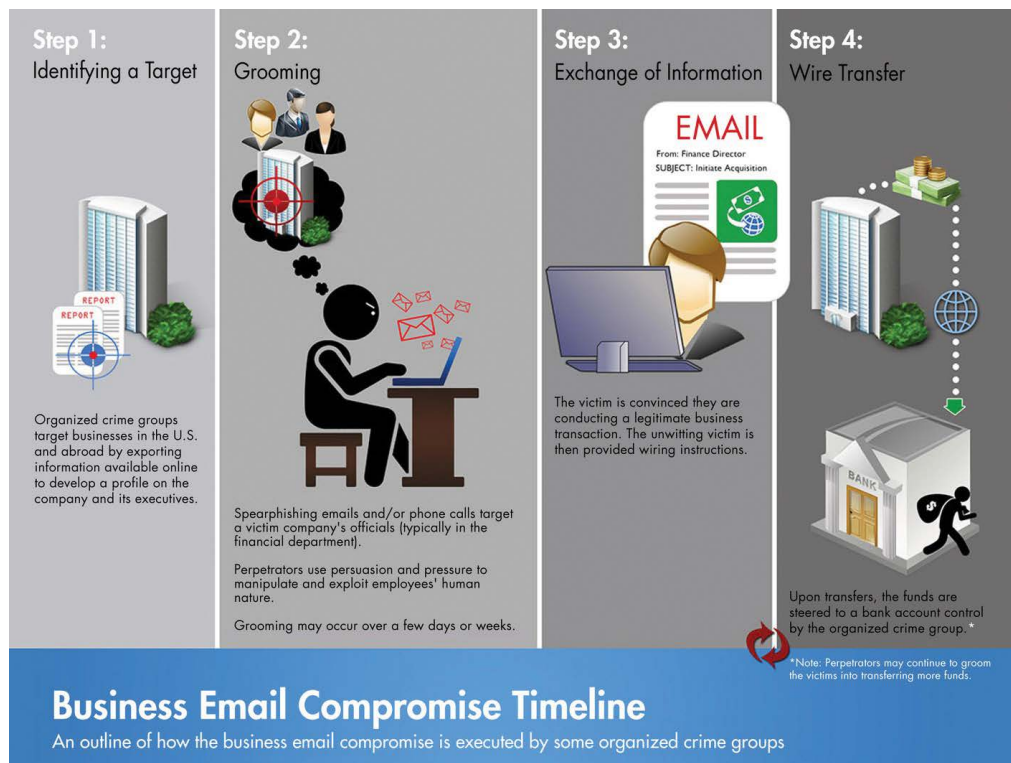 Step 1:
Identifying a Target
REPORT
REPORT
Organized crime groups
target businesses in the U.S.
and abroad by exporting
information available online
to develop a profile on the
company and its executives.
Step 2:
Grooming
Spearphishing emails and/or phone calls target
a victim company's officials (typically in the
financial department).
Perpetrators use persuasion and pressure to
manipulate and exploit employees' human
nature.
Grooming may occur over a few days or weeks.
Step 3:
Exchange of Information
EMAIL
From: Finance Director
SUBJECT: Initiate Acquisition
$
The victim is convinced they are
conducting a legitimate business
transaction. The unwitting victim is
then provided wiring instructions.
Step 4:
Wire Transfer
BANK
$
Upon transfers, the funds are
steered to a bank account control
by the organized crime group.*
*Note: Perpetrators may continue to groom
the victims into transferring more funds.
Business Email Compromise Timeline
An outline of how the business email compromise is executed by some organized crime groups